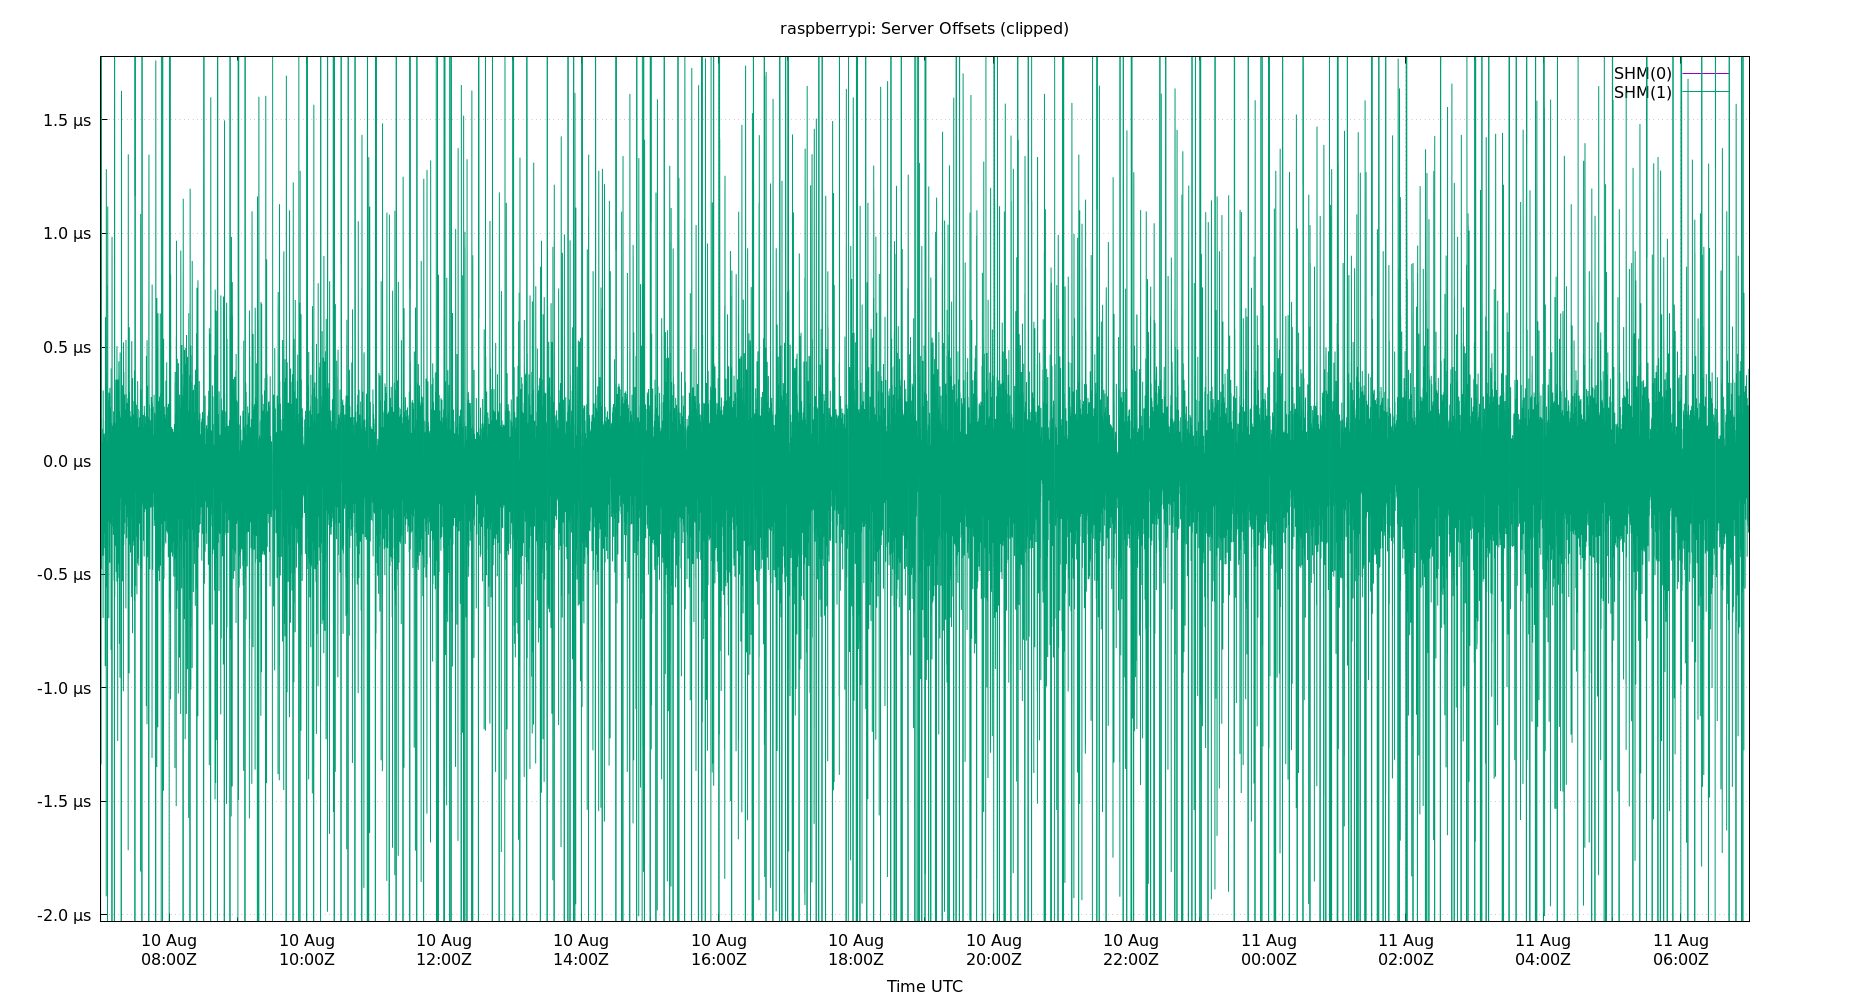 raspberrypi: Server Offsets (clipped)
SHM(0)
SHM(1)
1.5 µs
1.0 µs
0.5 µs
0.0 µs
-0.5 µs
-1.0 µs
-1.5 µs
-2.0 µs
10 Aug 10 Aug 10 Aug 10 Aug 10 Aug 10 Aug 10 Aug 10 Aug 11 Aug 11 Aug 11 Aug 11 Aug
08:00Z 10:00Z 12:00Z 14:00Z 16:00Z 18:00Z 20:00Z 22:00Z 00:00Z 02:00Z 04:00Z 06:00Z
Time UTC